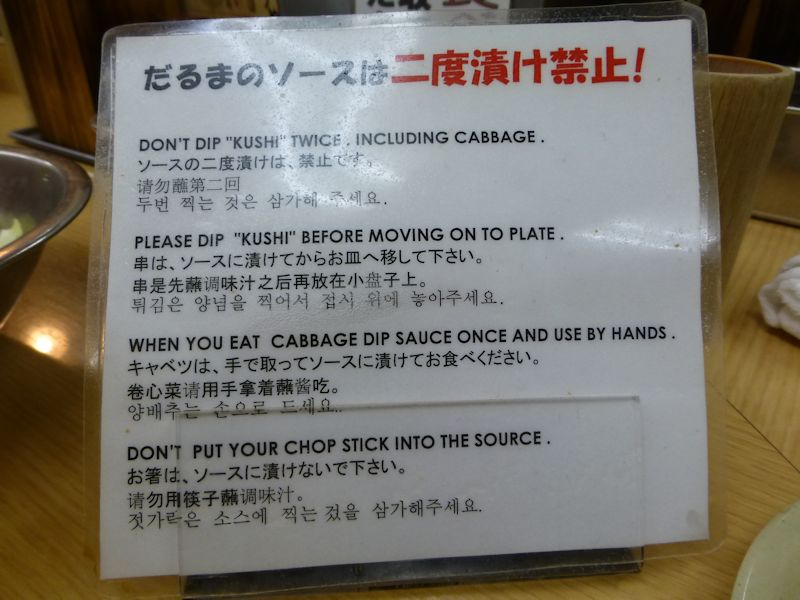 だるまのソースは二度漬け禁止!
DON'T DIP "KUSHI" TWICE . INCLUDING CABBAGE .
ソースの二度漬けは、禁止です。
请勿蘸第二回
두번 찍는 것은 삼가해 주세요.
PLEASE DIP "KUSHI" BEFORE MOVING ON TO PLATE .
串は、ソースに漬けてからお皿へ移して下さい。
串是先蘸调味汁之后再放在小盘子上。
튀김은 양념을 찍어서 접시 위에 놓아주세요.
WHEN YOU EAT CABBAGE DIP SAUCE ONCE AND USE BY HANDS .
キャベツは、手で取ってソースに漬けてお食べください。
卷心菜请用手拿着蘸酱吃。
양배추는 손으로 드세요..
DON'T PUT YOUR CHOP STICK INTO THE SOURCE .
お箸は、ソースに漬けないで下さい。
请勿用筷子蘸调味汁。
젓가락은 소스에 찍는 겄을 삼가해주세요.